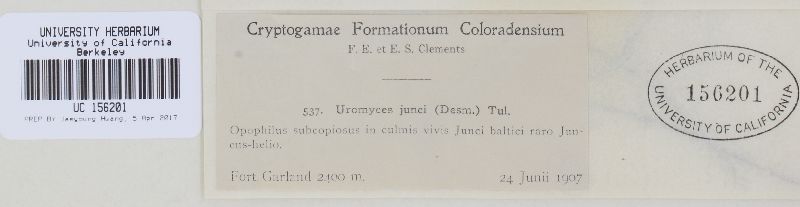 UNIVERSITY HERBARIUM
University of California
Berkeley
UC 156201
PREP BY Jaeyoung Huang, 5 Apr 2017
Cryptogamae Formationum Coloradensium
F. E. et E. S. Clements
537. Uromyces junci (Desm.) Tul.
Opophilus subcopiosus in culmis vivis Junci baltici raro Jun-
cus-helio.
Fort Garland 2400 m. 24 Junii 1907
HERBARIUM OF THE
156201
UNIVERSITY OF CALIFORNIA